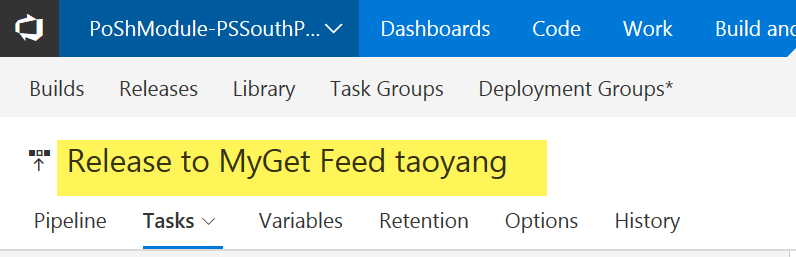 PoShModule-PSSouthP... Dashboards Code Work Build and
Builds Releases Library Task Groups Deployment Groups*
Release to MyGet Feed taoyang
Pipeline Tasks Variables Retention Options History